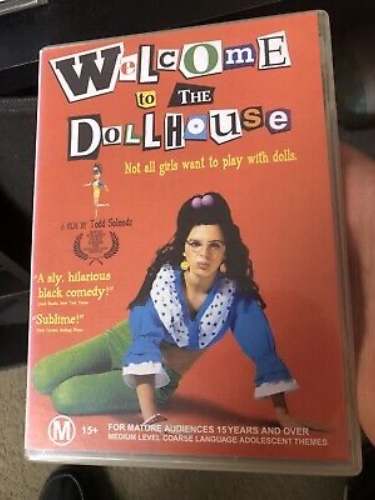 WELCOME
to THE
DOLLHOUSE
Not all girls want to play with dolls.
A FILM BY Todd Solondz
"A sly, hilarious
black comedy!"
"Sublime!"
M 15+ FOR MATURE AUDIENCES 15 YEARS AND OVER
MEDIUM LEVEL COARSE LANGUAGE ADOLESCENT THEMES